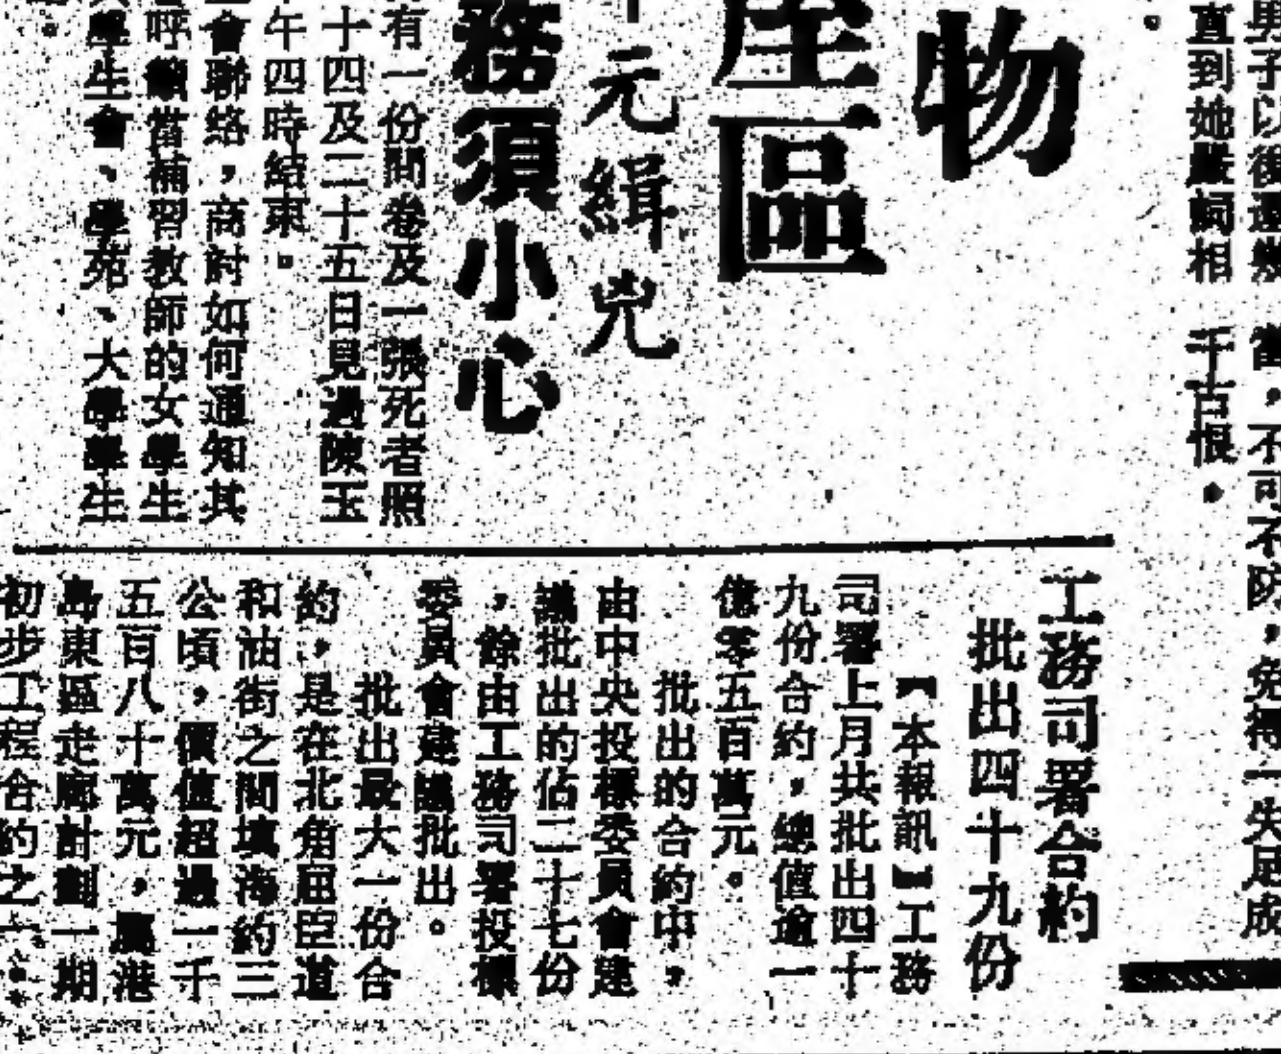 男子以後還幾
當,不可不防,免得一失足成
直到她嚴詞相
千古恨。
物
座區
元緝兇
務須小心
有一份問卷及一張死者照
十四及二十五日見過陳玉
午四時結束。
會聯絡,商討如何通知其
呼籲當補習教師的女學生
學生會、學苑、大學學生
工務司署合約
批出四十九份
【本報訊】工務
司署上月共批出四十
九份合約,總值逾一
億零五百萬元。
批出的合約中,
由中央投標委員會建
議批出的佔二十七份
,餘由工務司署投標
委員會建議批出。
批出最大一份合
約,是在北角屈臣道
和油街之間填海約三
公頃,價值超過一千
五百八十萬元,屬港
島東區走廊計劃一期
初步工程合約之一。